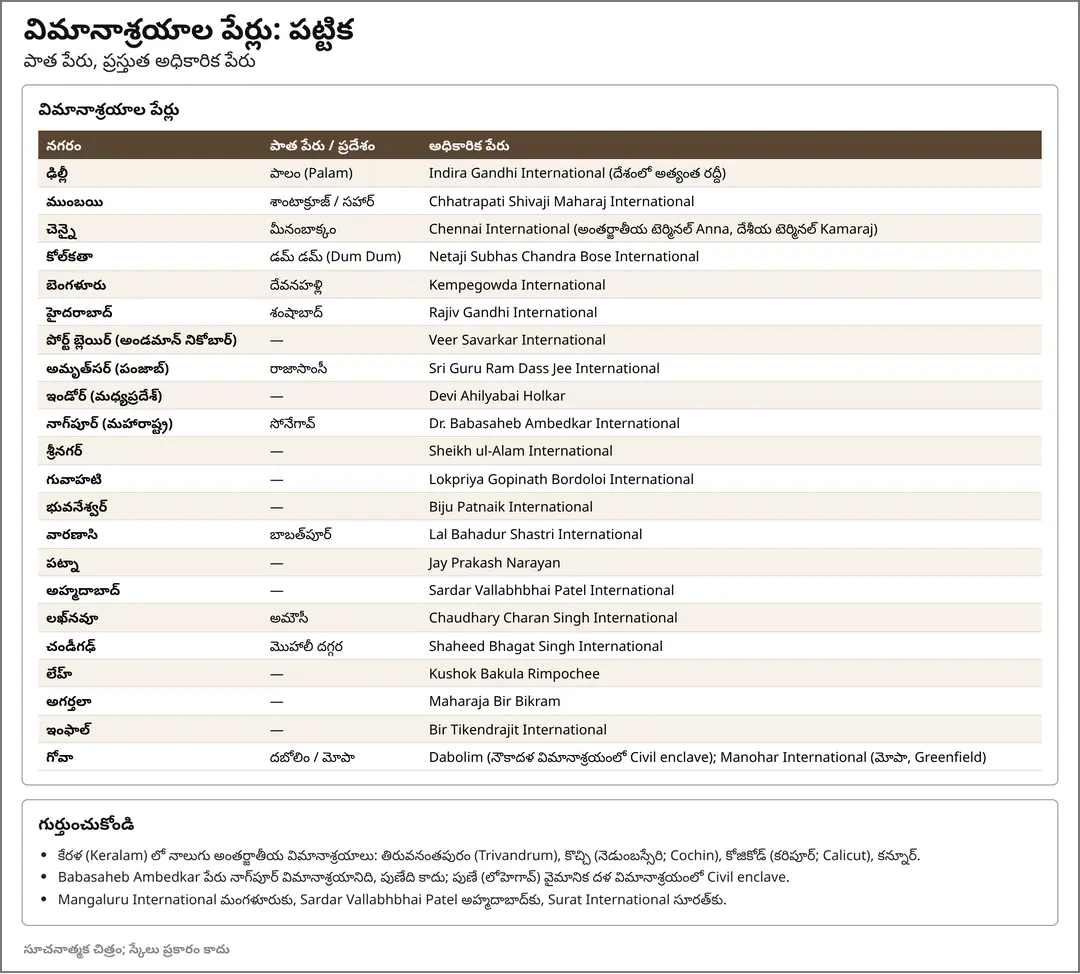 విమానాశ్రయాల పేర్లు: పట్టిక
పాత పేరు, ప్రస్తుత అధికారిక పేరు
విమానాశ్రయాల పేర్లు
నగరం పాత పేరు / ప్రదేశం అధికారిక పేరు
ఢిల్లీ పాలం (Palam) Indira Gandhi International (దేశంలో అత్యంత రద్దీ)
ముంబయి శాంటాక్రూజ్ / సహార్ Chhatrapati Shivaji Maharaj International
చెన్నై మీనంబాక్కం Chennai International (అంతర్జాతీయ టెర్మినల్ Anna, దేశీయ టెర్మినల్ Kamaraj)
కోల్‌కతా డమ్ డమ్ (Dum Dum) Netaji Subhas Chandra Bose International
బెంగళూరు దేవనహళ్లి Kempegowda International
హైదరాబాద్ శంషాబాద్ Rajiv Gandhi International
పోర్ట్ బ్లెయిర్ (అండమాన్ నికోబార్) — Veer Savarkar International
అమృత్‌సర్ (పంజాబ్) రాజాసాంసీ Sri Guru Ram Dass Jee International
ఇండోర్ (మధ్యప్రదేశ్) — Devi Ahilyabai Holkar
నాగ్‌పూర్ (మహారాష్ట్ర) సోనేగావ్ Dr. Babasaheb Ambedkar International
శ్రీనగర్ — Sheikh ul-Alam International
గువాహటి — Lokpriya Gopinath Bordoloi International
భువనేశ్వర్ — Biju Patnaik International
వారణాసి బాబత్‌పూర్ Lal Bahadur Shastri International
పట్నా — Jay Prakash Narayan
అహ్మదాబాద్ — Sardar Vallabhbhai Patel International
లఖ్‌నవూ అమౌసీ Chaudhary Charan Singh International
చండీగఢ్ మొహాలీ దగ్గర Shaheed Bhagat Singh International
లేహ్ — Kushok Bakula Rimpochee
అగర్తలా — Maharaja Bir Bikram
ఇంఫాల్ — Bir Tikendrajit International
గోవా దబోలిం / మోపా Dabolim (నౌకాదళ విమానాశ్రయంలో Civil enclave); Manohar International (మోపా, Greenfield)
గుర్తుంచుకోండి
• కేరళ (Keralam) లో నాలుగు అంతర్జాతీయ విమానాశ్రయాలు: తిరువనంతపురం (Trivandrum), కొచ్చి (నెడుంబస్సేరి; Cochin), కోజికోడ్ (కరిపూర్; Calicut), కన్నూర్.
• Babasaheb Ambedkar పేరు నాగ్‌పూర్ విమానాశ్రయానిది, పుణేది కాదు; పుణే (లోహెగావ్) వైమానిక దళ విమానాశ్రయంలో Civil enclave.
• Mangaluru International మంగళూరుకు, Sardar Vallabhbhai Patel అహ్మదాబాద్‌కు, Surat International సూరత్‌కు.
సూచనాత్మక చిత్రం; స్కేలు ప్రకారం కాదు